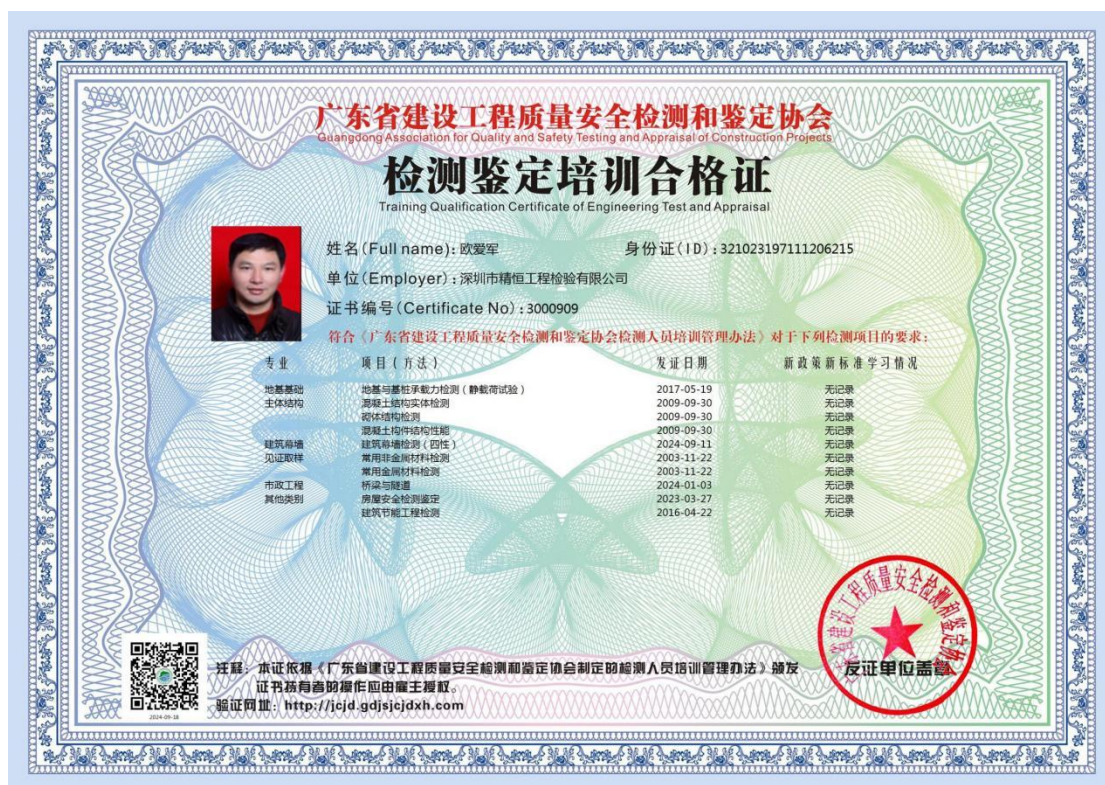 广东省建设工程质量安全检测和鉴定协会
Guangdong Association for Quality and Safety Testing and Appraisal of Construction Projects
检测鉴定培训合格证
Training Qualification Certificate of Engineering Test and Appraisal
姓名(Full name): 欧爱军 身份证(ID): 321023197111206215
单位(Employer): 深圳市精恒工程检验有限公司
证书编号(Certificate No): 3000909
符合《广东省建设工程质量安全检测和鉴定协会检测人员培训管理办法》对于下列检测项目的要求:
专业 项目(方法) 发证日期 新政策新标准学习情况
地基基础 地基与基桩承载力检测(静载荷试验) 2017-05-19 无记录
主体结构 混凝土结构实体检测 2009-09-30 无记录
砌体结构检测 2009-09-30 无记录
混凝土构件结构性能 2009-09-30 无记录
建筑幕墙 建筑幕墙检测(四性) 2024-09-11 无记录
见证取样 常用非金属材料检测 2003-11-22 无记录
常用金属材料检测 2003-11-22 无记录
市政工程 桥梁与隧道 2024-01-03 无记录
其他类别 房屋安全检测鉴定 2023-03-27 无记录
建筑节能工程检测 2016-04-22 无记录
广东省建设工程质量安全检测和鉴定协会
发证单位盖章
注释: 本证依据《广东省建设工程质量安全检测和鉴定协会制定的检测人员培训管理办法》颁发
证书持有者的操作应由雇主授权。
验证网址: http://jcjd.gdjsjcjdxh.com
2024-09-18